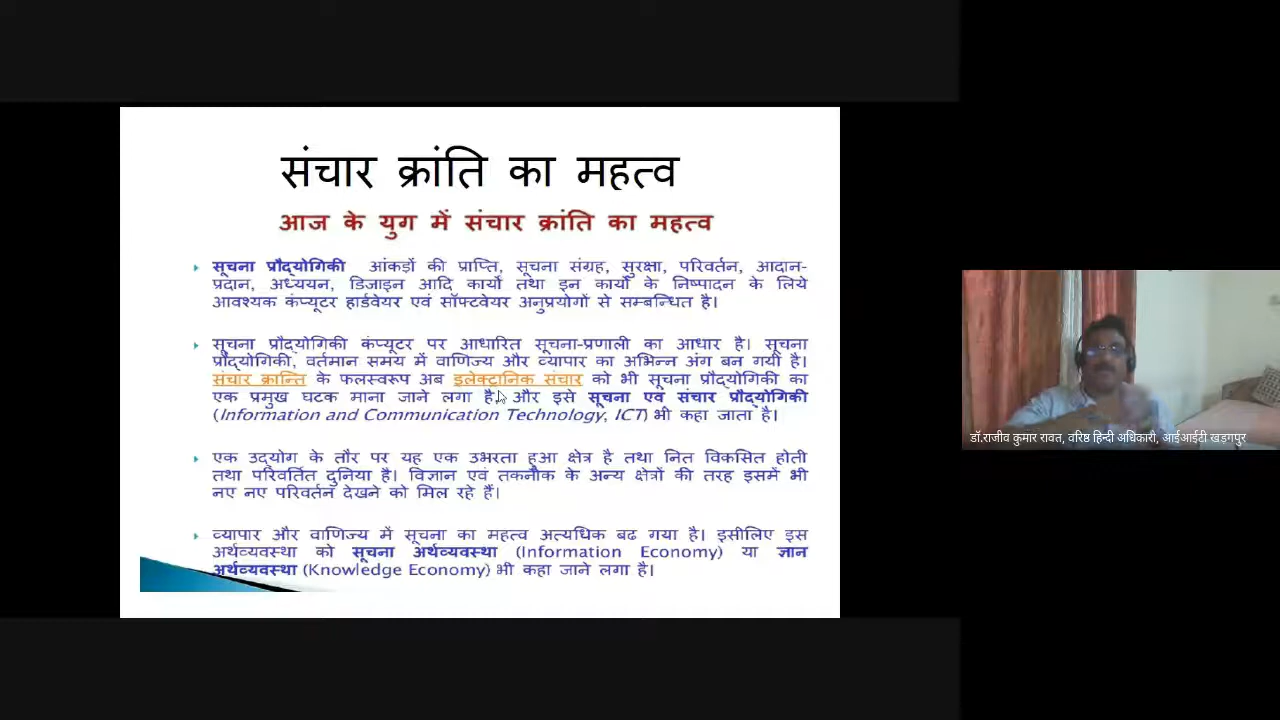 संचार क्रांति का महत्व
आज के युग में संचार क्रांति का महत्व
सूचना प्रौद्योगिकी आंकड़ों की प्राप्ति, सूचना संग्रह, सुरक्षा, परिवर्तन, आदान-
प्रदान, अध्ययन, डिजाइन आदि कार्यों तथा इन कार्यों के निष्पादन के लिये
आवश्यक कंप्यूटर हार्डवेयर एवं सॉफ्टवेयर अनुप्रयोगों से सम्बन्धित है।
सूचना प्रौद्योगिकी कंप्यूटर पर आधारित सूचना-प्रणाली का आधार है। सूचना
प्रौद्योगिकी, वर्तमान समय में वाणिज्य और व्यापार का अभिन्न अंग बन गयी है।
संचार क्रान्ति के फलस्वरूप अब इलेक्ट्रानिक संचार को भी सूचना प्रौद्योगिकी का
एक प्रमुख घटक माना जाने लगा है, और इसे सूचना एवं संचार प्रौद्योगिकी
(Information and Communication Technology, ICT) भी कहा जाता है।
एक उद्योग के तौर पर यह एक उभरता हुआ क्षेत्र है तथा नित विकसित होती
तथा परिवर्तित दुनिया है। विज्ञान एवं तकनीक के अन्य क्षेत्रों की तरह इसमें भी
नए नए परिवर्तन देखने को मिल रहे हैं।
व्यापार और वाणिज्य में सूचना का महत्व अत्यधिक बढ गया है। इसीलिए इस
अर्थव्यवस्था को सूचना अर्थव्यवस्था (Information Economy) या ज्ञान
अर्थव्यवस्था (Knowledge Economy) भी कहा जाने लगा है।
डॉ.राजीव कुमार रावत, वरिष्ठ हिन्दी अधिकारी, आईआईटी खड़गपुर